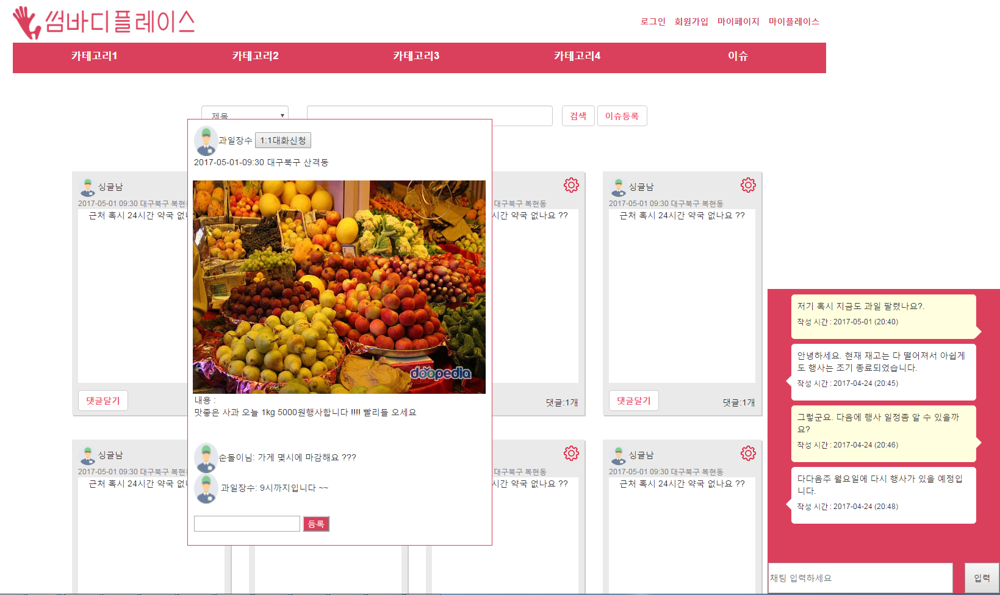 썸바디플레이스
로그인 회원가입 마이페이지 마이플레이스
카테고리1 카테고리2 카테고리3 카테고리4 이슈
제목 검색 이슈등록
과일장수 1:1대화신청
2017-05-01-09:30 대구북구 산격동
doopedia
내용 :
맛좋은 사과 오늘 1kg 5000원행사합니다 !!!! 빨리들 오세요
순돌이님: 가게 몇시에 마감해요 ???
과일장수: 9시까지입니다 ~~
등록
싱글남
2017-05-01 09:30 대구북구 복현
근처 혹시 24시간 약국 없
댓글달기
대구북구 복현동
시간 약국 없나요 ??
댓글:1개
싱글남
2017-05-01 09:30 대구북구 복현동
근처 혹시 24시간 약국 없나요 ??
댓글달기 댓글:1개
싱글남
2017-05-01 09:30 대구북구 복현
근처 혹시 24시간 약국 없
대구북구 복현동
시간 약국 없나요 ??
싱글남
2017-05-01 09:30 대구북구 복현동
근처 혹시 24시간 약국 없나요 ??
저기 혹시 지금도 과일 팔렸나요?.
작성 시간 : 2017-05-01 (20:40)
안녕하세요. 현재 재고는 다 떨어져서 아쉽게
도 행사는 조기 종료되었습니다.
작성 시간 : 2017-04-24 (20:45)
그렇군요. 다음에 행사 일정좀 알 수 있을까
요?
작성 시간 : 2017-04-24 (20:46)
다다음주 월요일에 다시 행사가 있을 예정입
니다.
작성 시간 : 2017-04-24 (20:48)
채팅 입력하세요 입력